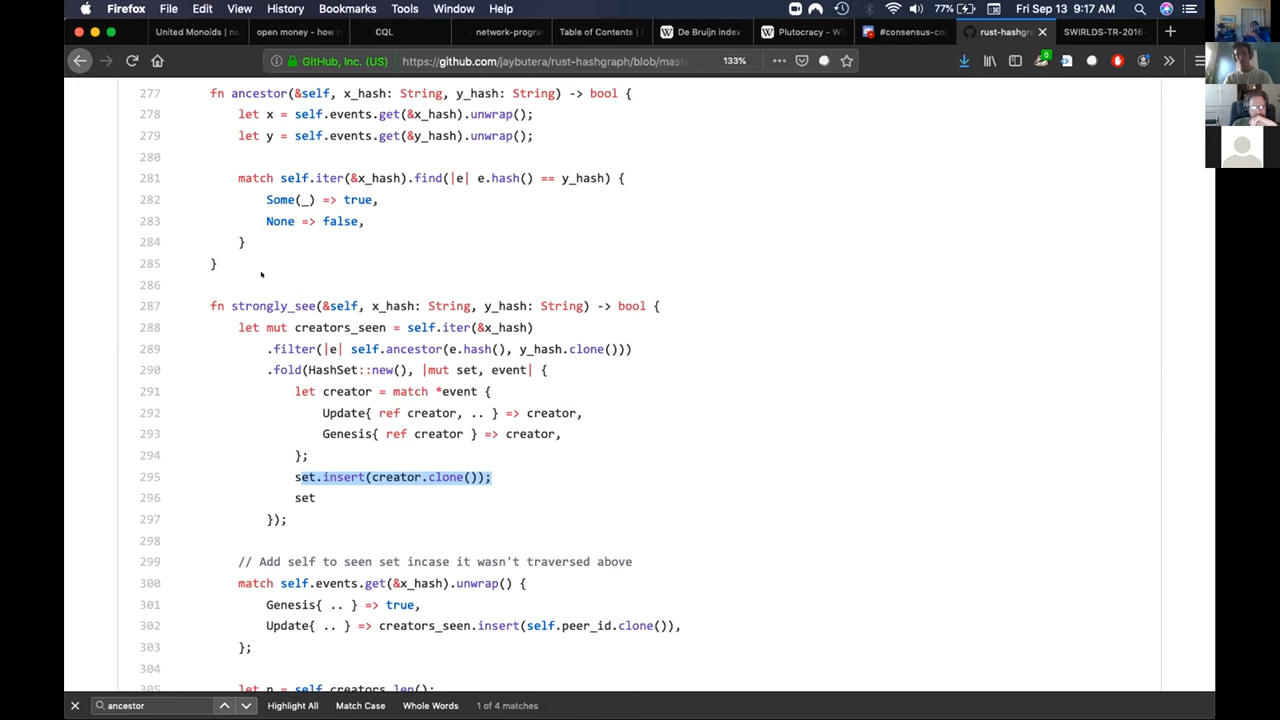 Firefox File Edit View History Bookmarks Tools Window Help 77% Fri Sep 13 9:17 AM
United Monoids | no open money - how n CQL network-progra Table of Contents | De Bruijn index W Plutocracy - Wi #consensus-co rust-hashgra SWIRLDS-TR-2016-
GitHub, Inc. (US) https://github.com/jaybutera/rust-hashgraph/blob/mast 133%
277 fn ancestor(&self, x_hash: String, y_hash: String) -> bool {
278 let x = self.events.get(&x_hash).unwrap();
279 let y = self.events.get(&y_hash).unwrap();
280
281 match self.iter(&x_hash).find(|e| e.hash() == y_hash) {
282 Some(_) => true,
283 None => false,
284 }
285 }
286
287 fn strongly_see(&self, x_hash: String, y_hash: String) -> bool {
288 let mut creators_seen = self.iter(&x_hash)
289 .filter(|e| self.ancestor(e.hash(), y_hash.clone()))
290 .fold(HashSet::new(), |mut set, event| {
291 let creator = match *event {
292 Update{ ref creator, .. } => creator,
293 Genesis{ ref creator } => creator,
294 };
295 set.insert(creator.clone());
296 set
297 });
298
299 // Add self to seen set incase it wasn't traversed above
300 match self.events.get(&x_hash).unwrap() {
301 Genesis{ .. } => true,
302 Update{ .. } => creators_seen.insert(self.peer_id.clone()),
303 };
304
305 let n = self.creators.len();
ancestor Highlight All Match Case Whole Words 1 of 4 matches